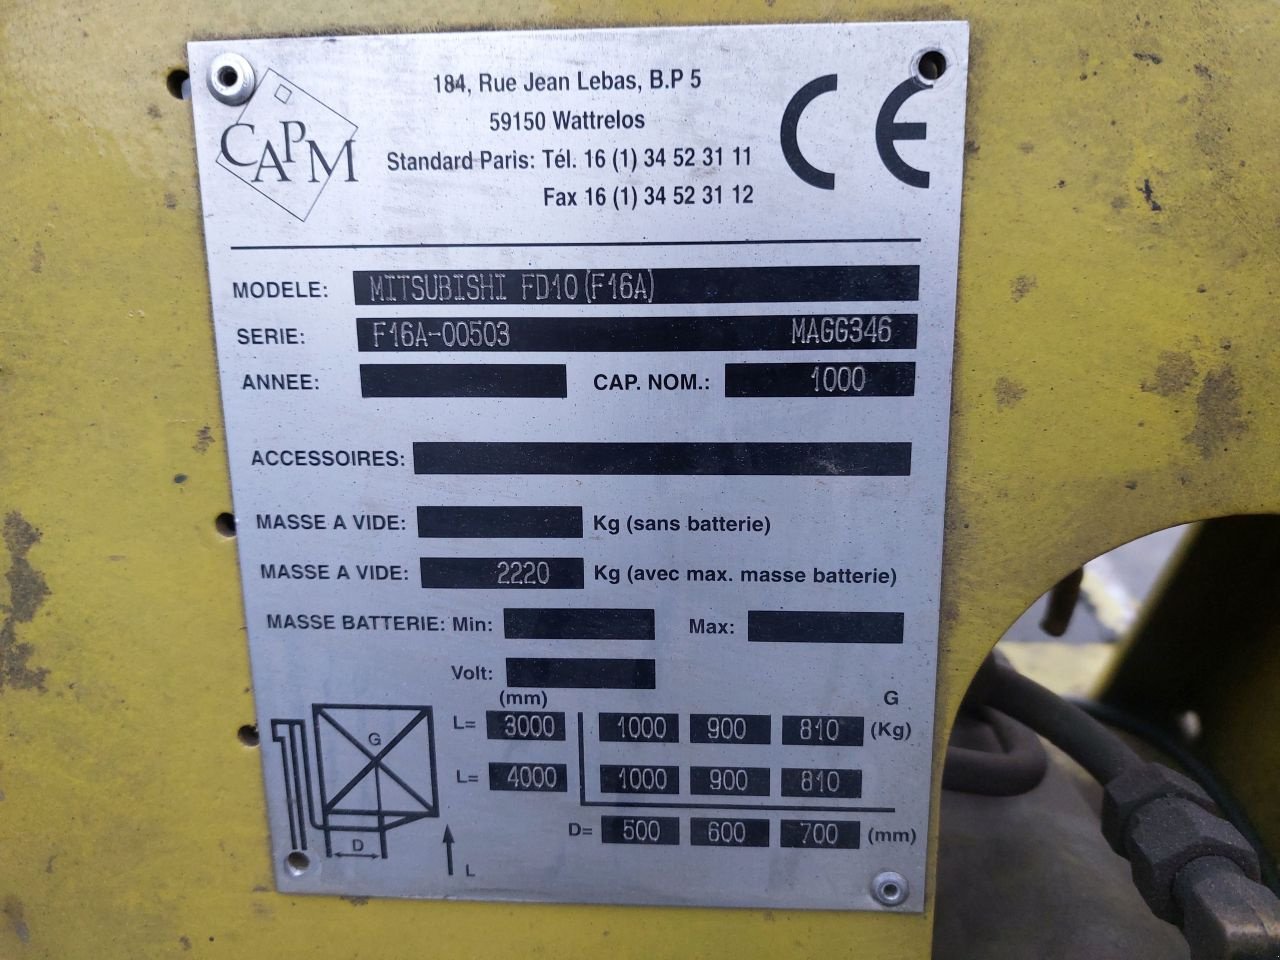 CAPM
184, Rue Jean Lebas, B.P 5
59150 Wattrelos
Standard Paris: Tél. 16 (1) 34 52 31 11
Fax 16 (1) 34 52 31 12
CE
MODELE: MITSUBISHI FD10 (F16A)
SERIE: F16A-00503 MAGG346
ANNEE: CAP. NOM.: 1000
ACCESSOIRES:
MASSE A VIDE: Kg (sans batterie)
MASSE A VIDE: 2220 Kg (avec max. masse batterie)
MASSE BATTERIE: Min: Max:
Volt:
(mm) G
L= 3000 1000 900 810 (Kg)
G
L= 4000 1000 900 810
D= 500 600 700 (mm)
D
L